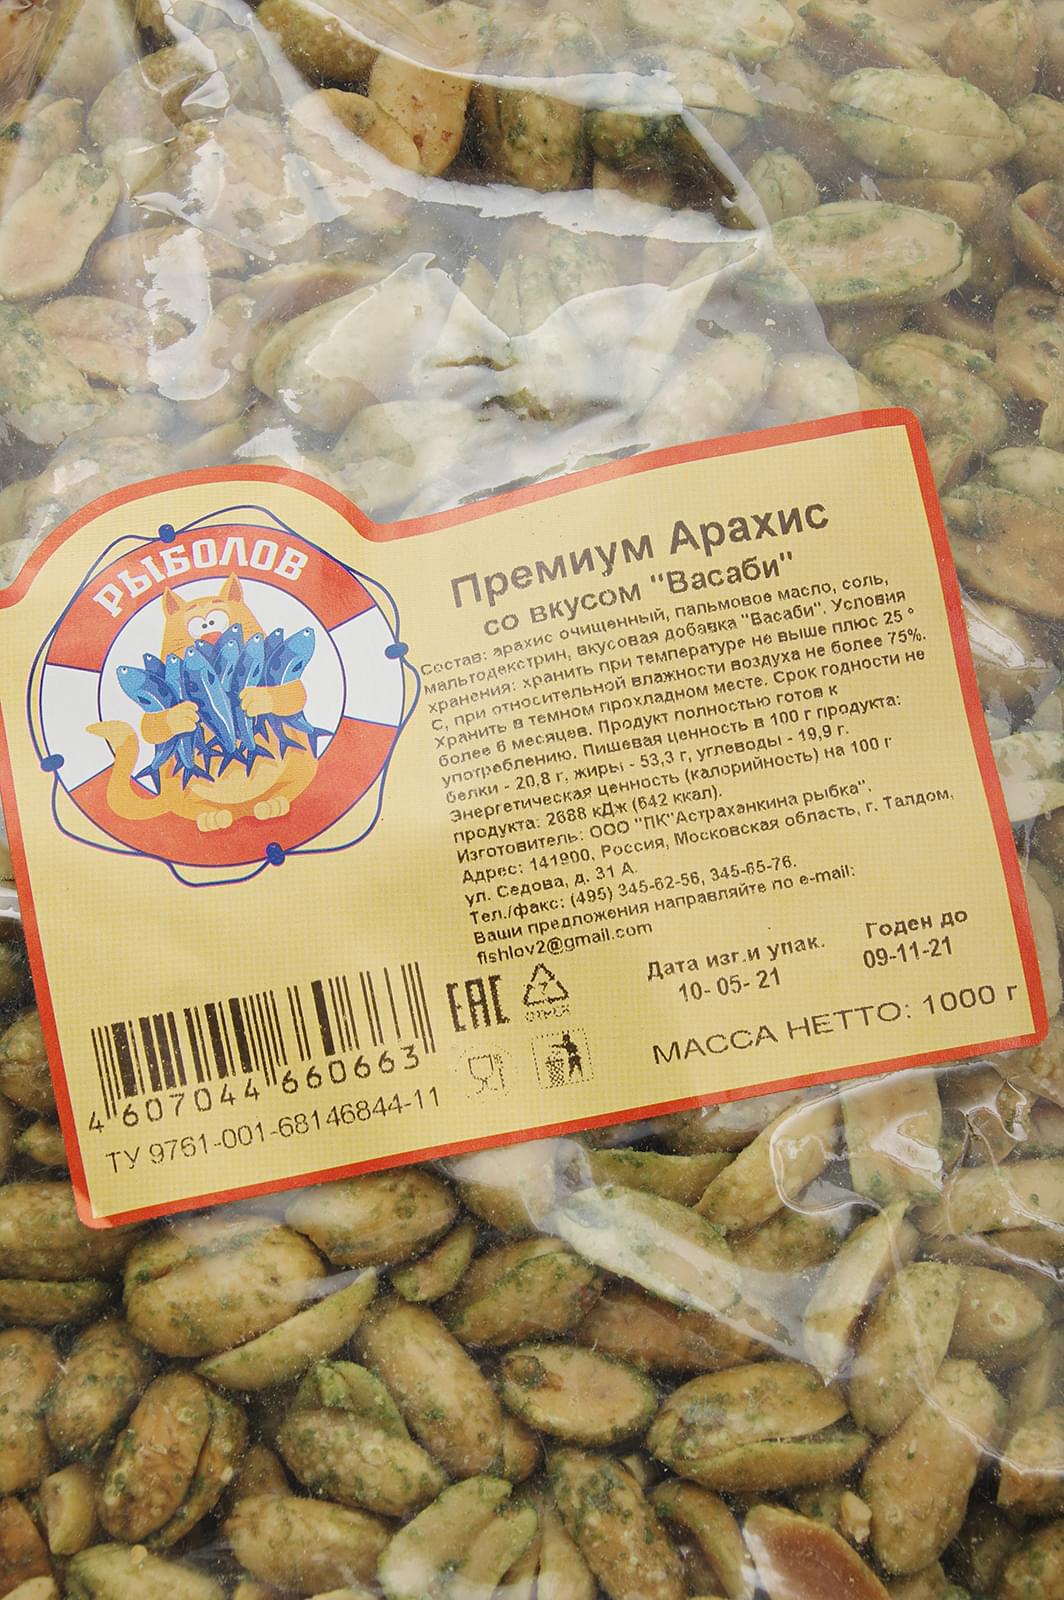 РЫБОЛОВ
Премиум Арахис
со вкусом "Васаби"
Состав: арахис очищенный, пальмовое масло, соль,
мальтодекстрин, вкусовая добавка "Васаби". Условия
хранения: хранить при температуре не выше плюс 25 °
С, при относительной влажности воздуха не более 75%.
Хранить в темном прохладном месте. Срок годности не
более 6 месяцев. Продукт полностью готов к
употреблению. Пищевая ценность в 100 г продукта:
белки - 20,8 г, жиры - 53,3 г, углеводы - 19,9 г.
Энергетическая ценность (калорийность) на 100 г
продукта: 2688 кДж (642 ккал).
Изготовитель: ООО "ПК"Астраханкина рыбка".
Адрес: 141900, Россия, Московская область, г. Талдом,
ул. Седова, д. 31 А.
Тел./факс: (495) 345-62-56, 345-65-76.
Ваши предложения направляйте по e-mail:
fishlov2@gmail.com
Дата изг.и упак.
10- 05- 21
Годен до
09-11-21
ЕАС
7
МАССА НЕТТО: 1000 г
4 607044 660663
ТУ 9761-001-68146844-11